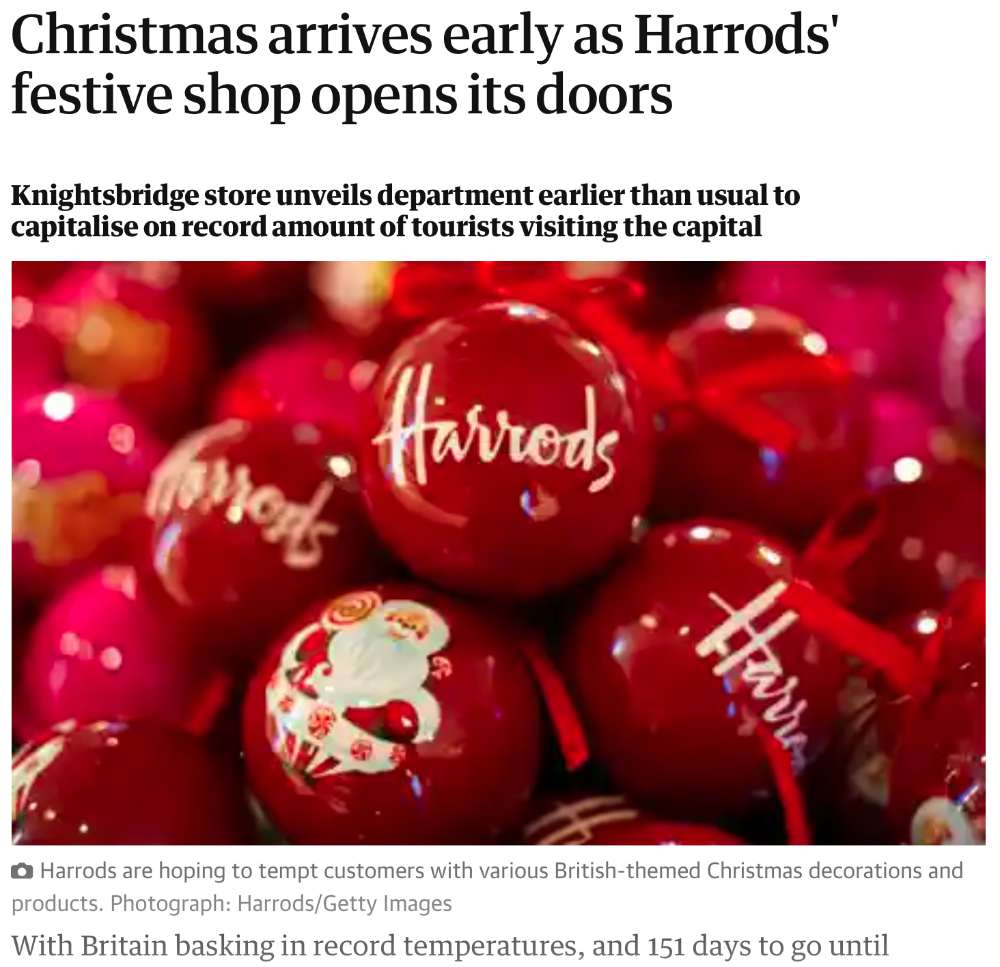 Christmas arrives early as Harrods'
festive shop opens its doors
Knightsbridge store unveils department earlier than usual to
capitalise on record amount of tourists visiting the capital
Harrods
Harrods
Harro
Harrods are hoping to tempt customers with various British-themed Christmas decorations and
products. Photograph: Harrods/Getty Images
With Britain basking in record temperatures, and 151 days to go until